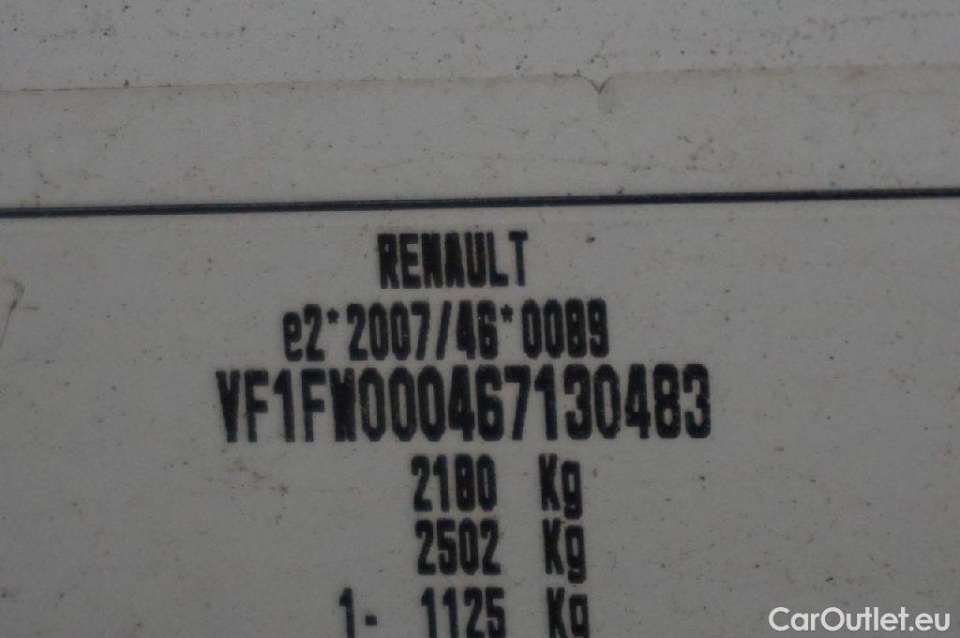 RENAULT
e2*2007/46*0089
VF1FW000467130483
2180 Kg
2502 Kg
1- 1125 Kg
CarOutlet.eu